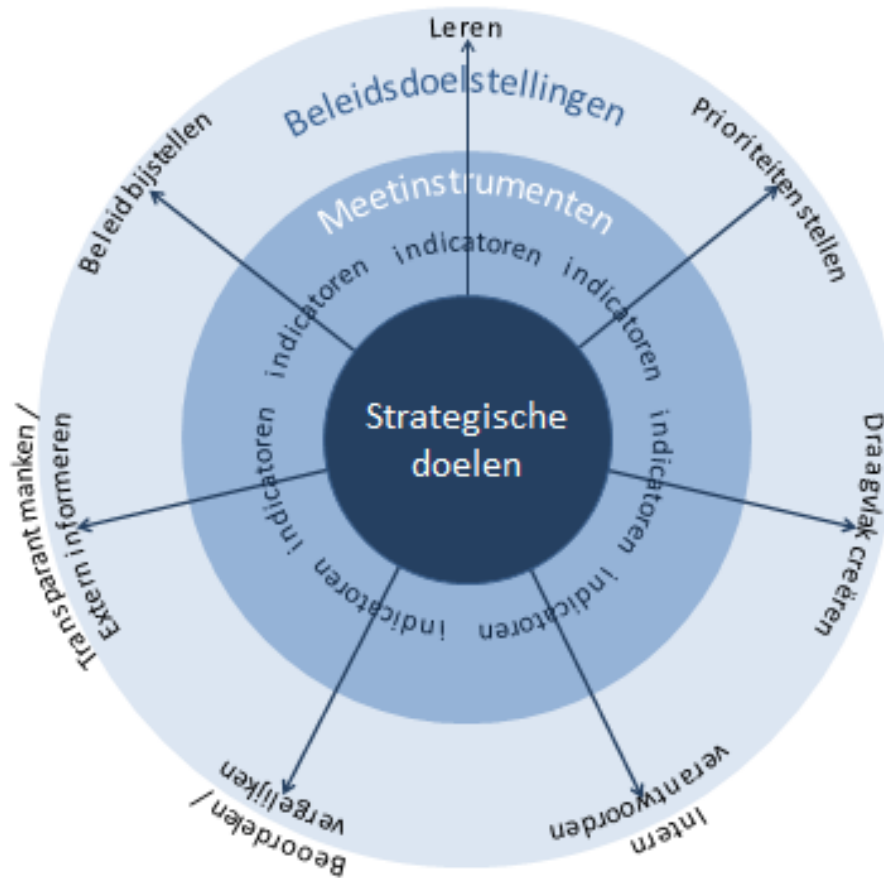 Leren
Beleidsdoelstellingen
Meetinstrumenten
indicatoren
indicatoren
indicatoren
indicatoren
indicatoren
indicatoren
indicatoren
Strategische
doelen
Prioriteiten stellen
Draagvlak creëren
Intern
verantwoorden
Beoordelen /
vergelijken
Transparant manken /
Extern informeren
Beleid bijstellen